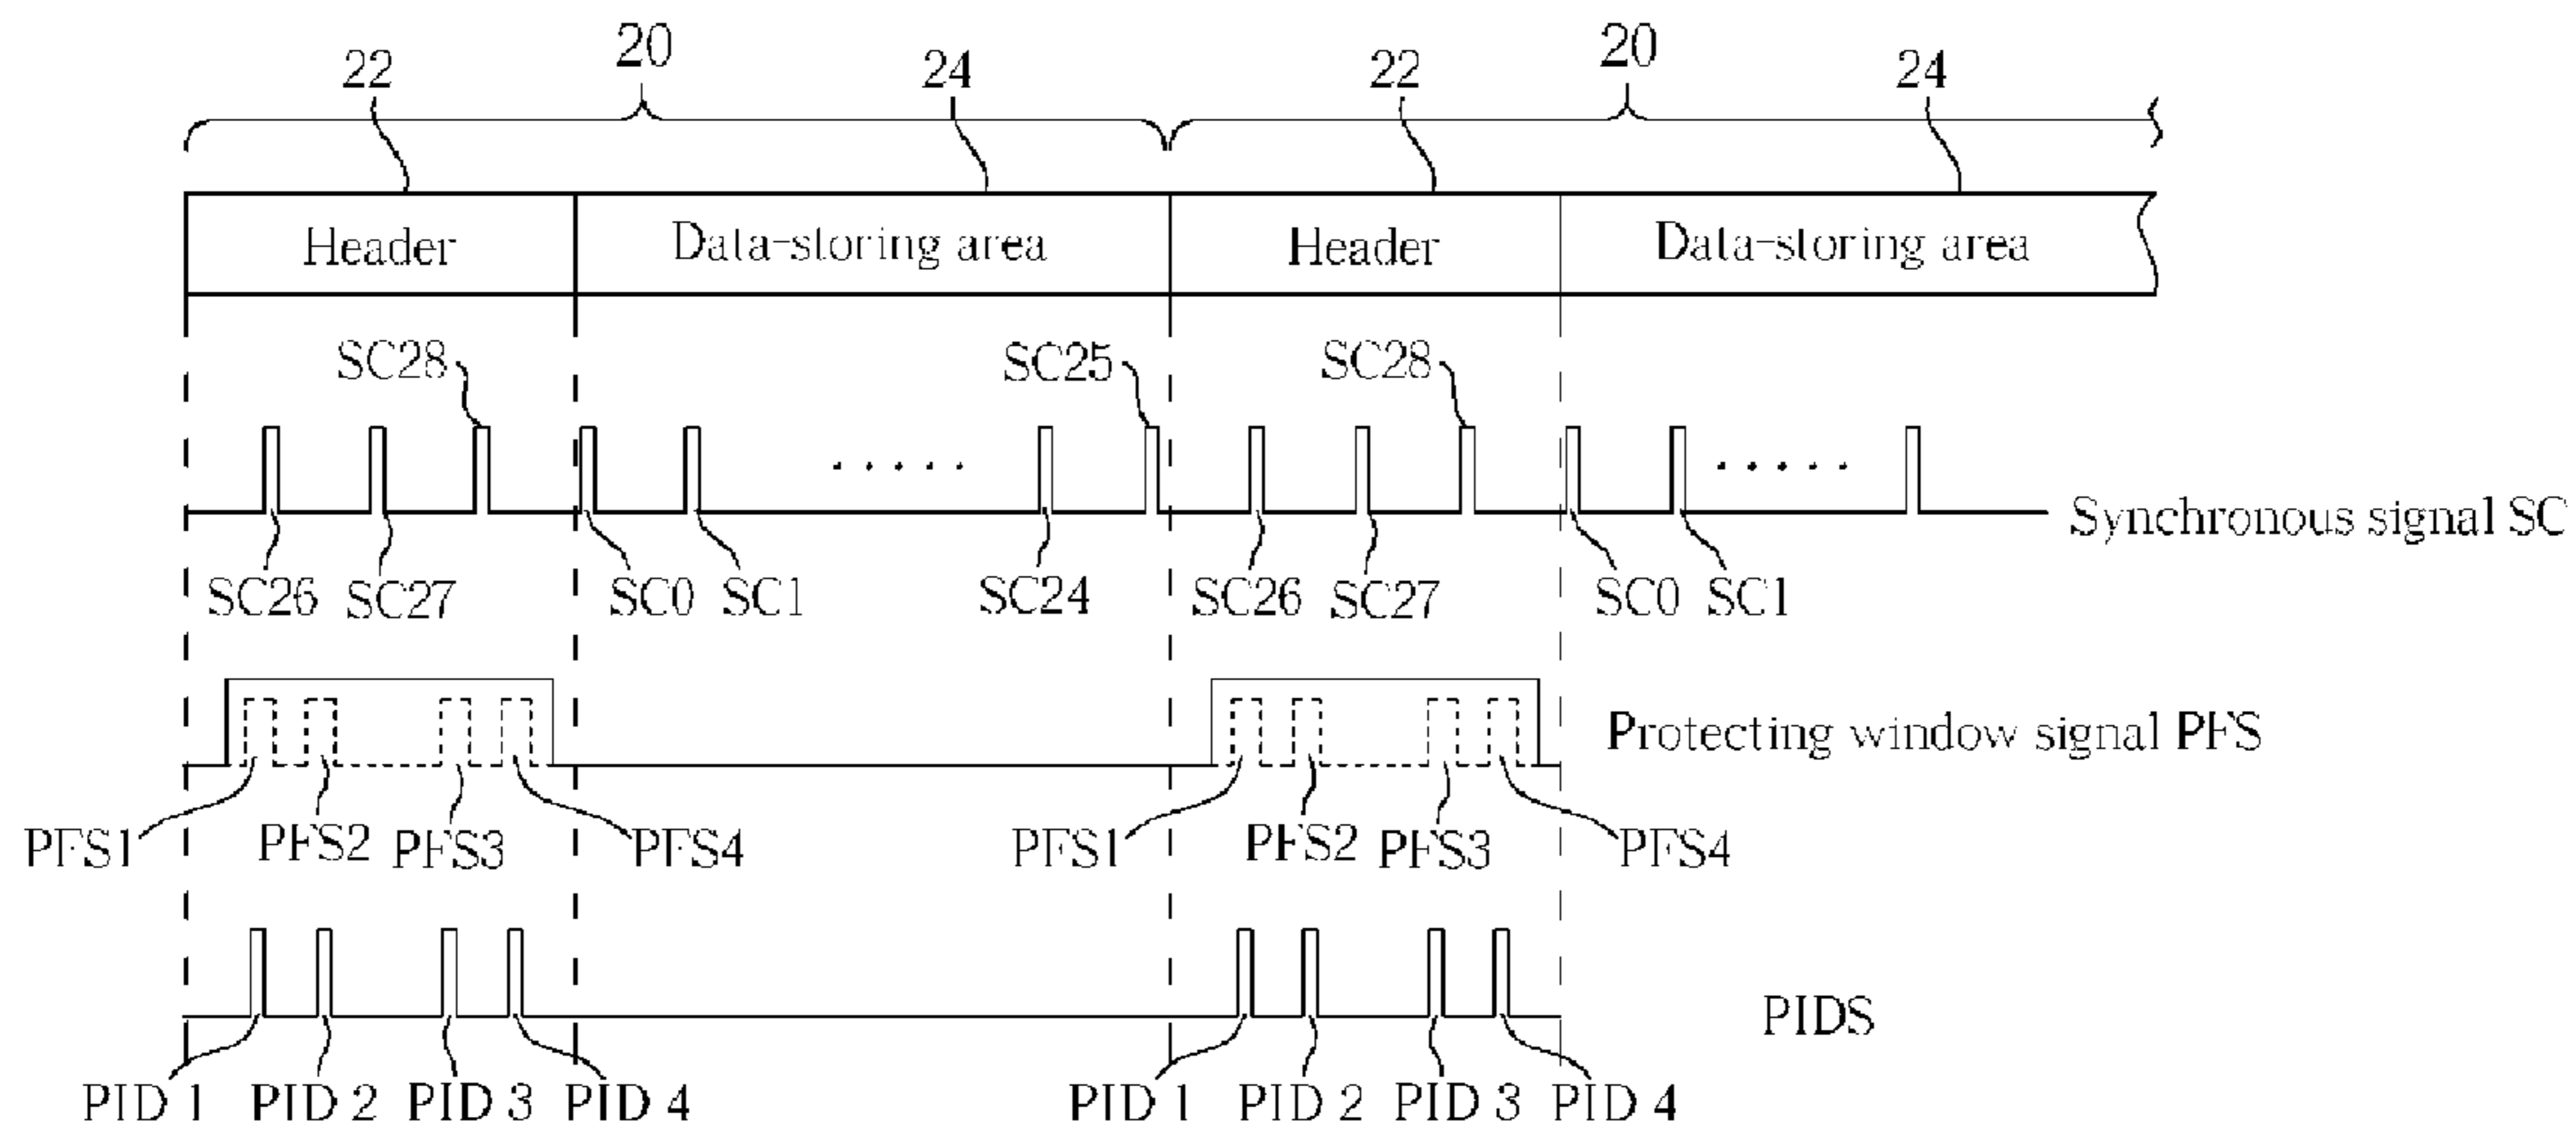 20 20
22 24 22 24
Header Data-storing area Header Data-storing area
SC28 SC25 SC28
Synchronous signal SC
SC26 SC27 SC0 SC1 SC24 SC26 SC27 SC0 SC1
Protecting window signal PFS
PFS1 PFS2 PFS3 PFS4 PFS1 PFS2 PFS3 PFS4
PIDS
PID 1 PID 2 PID 3 PID 4 PID 1 PID 2 PID 3 PID 4